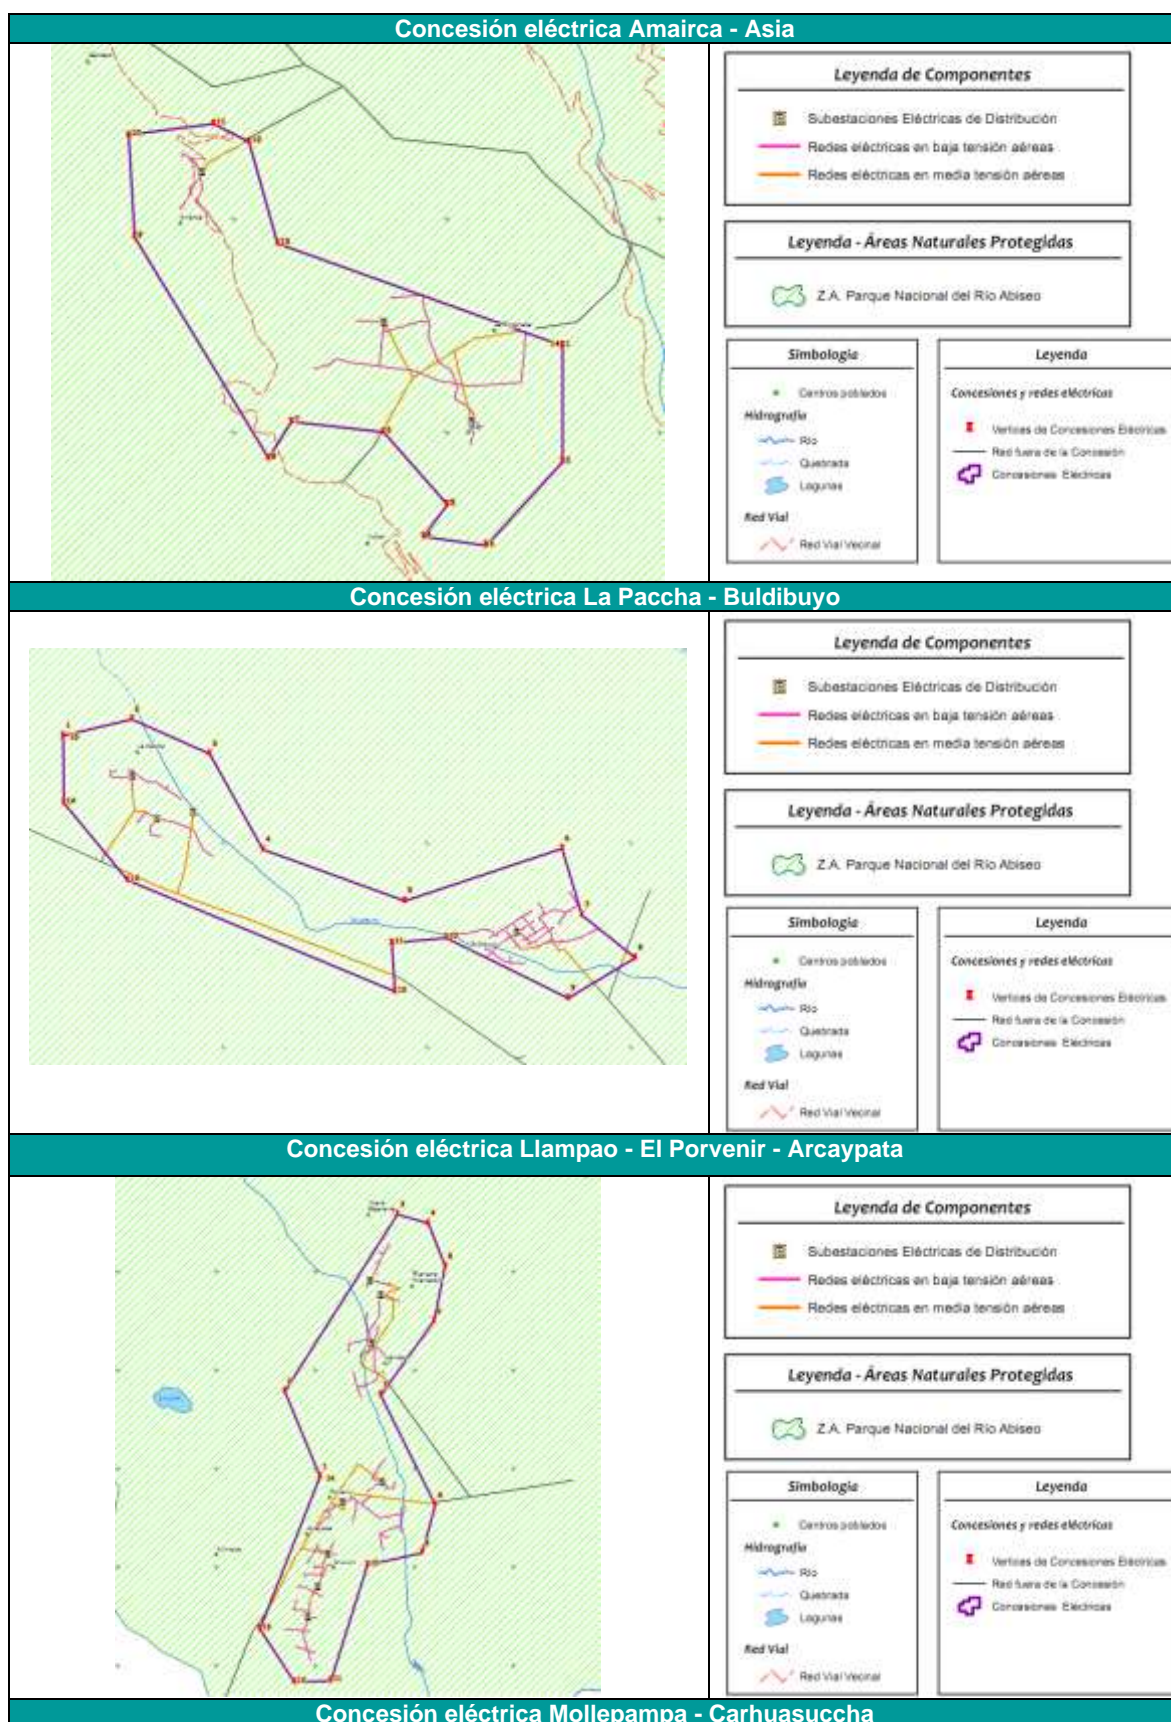 Concesión eléctrica Amairca - Asia
Leyenda de Componentes
Subestaciones Eléctricas de Distribución
Redes eléctricas en baja tensión aéreas
Redes eléctricas en media tensión aéreas
Leyenda - Áreas Naturales Protegidas
Z.A. Parque Nacional del Río Abiseo
Simbología
Centros poblados
Hidrografía
Río
Quebrada
Lagunas
Red Vial
Red Vial Vecinal
Leyenda
Concesiones y redes eléctricas
Vertices de Concesiones Eléctricas
Red fuera de la Concesión
Concesiones Eléctricas
Concesión eléctrica La Paccha - Buldibuyo
Leyenda de Componentes
Subestaciones Eléctricas de Distribución
Redes eléctricas en baja tensión aéreas
Redes eléctricas en media tensión aéreas
Leyenda - Áreas Naturales Protegidas
Z.A. Parque Nacional del Río Abiseo
Simbología
Centros poblados
Hidrografía
Río
Quebrada
Lagunas
Red Vial
Red Vial Vecinal
Leyenda
Concesiones y redes eléctricas
Vertices de Concesiones Eléctricas
Red fuera de la Concesión
Concesiones Eléctricas
Concesión eléctrica Llampao - El Porvenir - Arcaypata
Leyenda de Componentes
Subestaciones Eléctricas de Distribución
Redes eléctricas en baja tensión aéreas
Redes eléctricas en media tensión aéreas
Leyenda - Áreas Naturales Protegidas
Z.A. Parque Nacional del Río Abiseo
Simbología
Centros poblados
Hidrografía
Río
Quebrada
Lagunas
Red Vial
Red Vial Vecinal
Leyenda
Concesiones y redes eléctricas
Vertices de Concesiones Eléctricas
Red fuera de la Concesión
Concesiones Eléctricas
Concesión eléctrica Mollepampa - Carhuasuccha